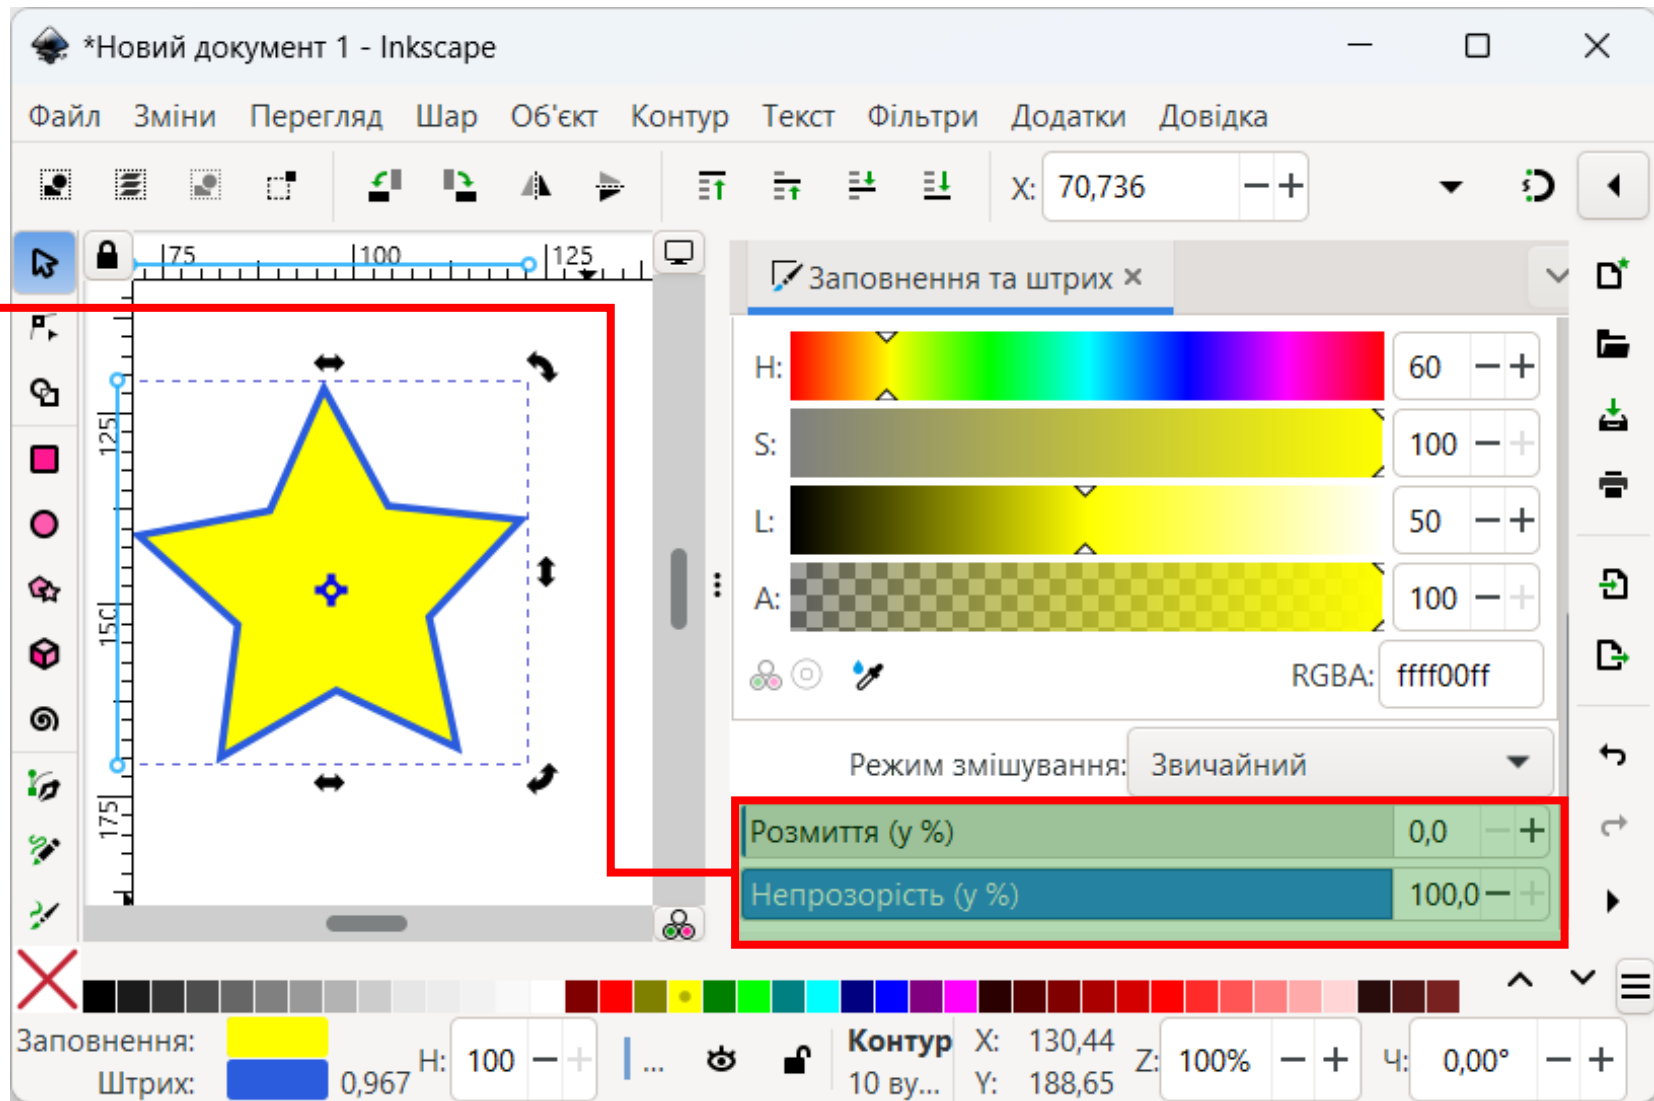 *Новий документ 1 - Inkscape
Файл Зміни Перегляд Шар Об'єкт Контур Текст Фільтри Додатки Довідка
X: 70,736
75 100 125
Заповнення та штрих
H: 60
S: 100
L: 50
A: 100
RGBA: ffff00ff
125
150
175
Режим змішування: Звичайний
Розмиття (у %) 0,0
Непрозорість (у %) 100,0
Заповнення:
Штрих: 0,967
Н: 100
...
Контур
10 ву...
X: 130,44
Y: 188,65
Z: 100%
Ч: 0,00°